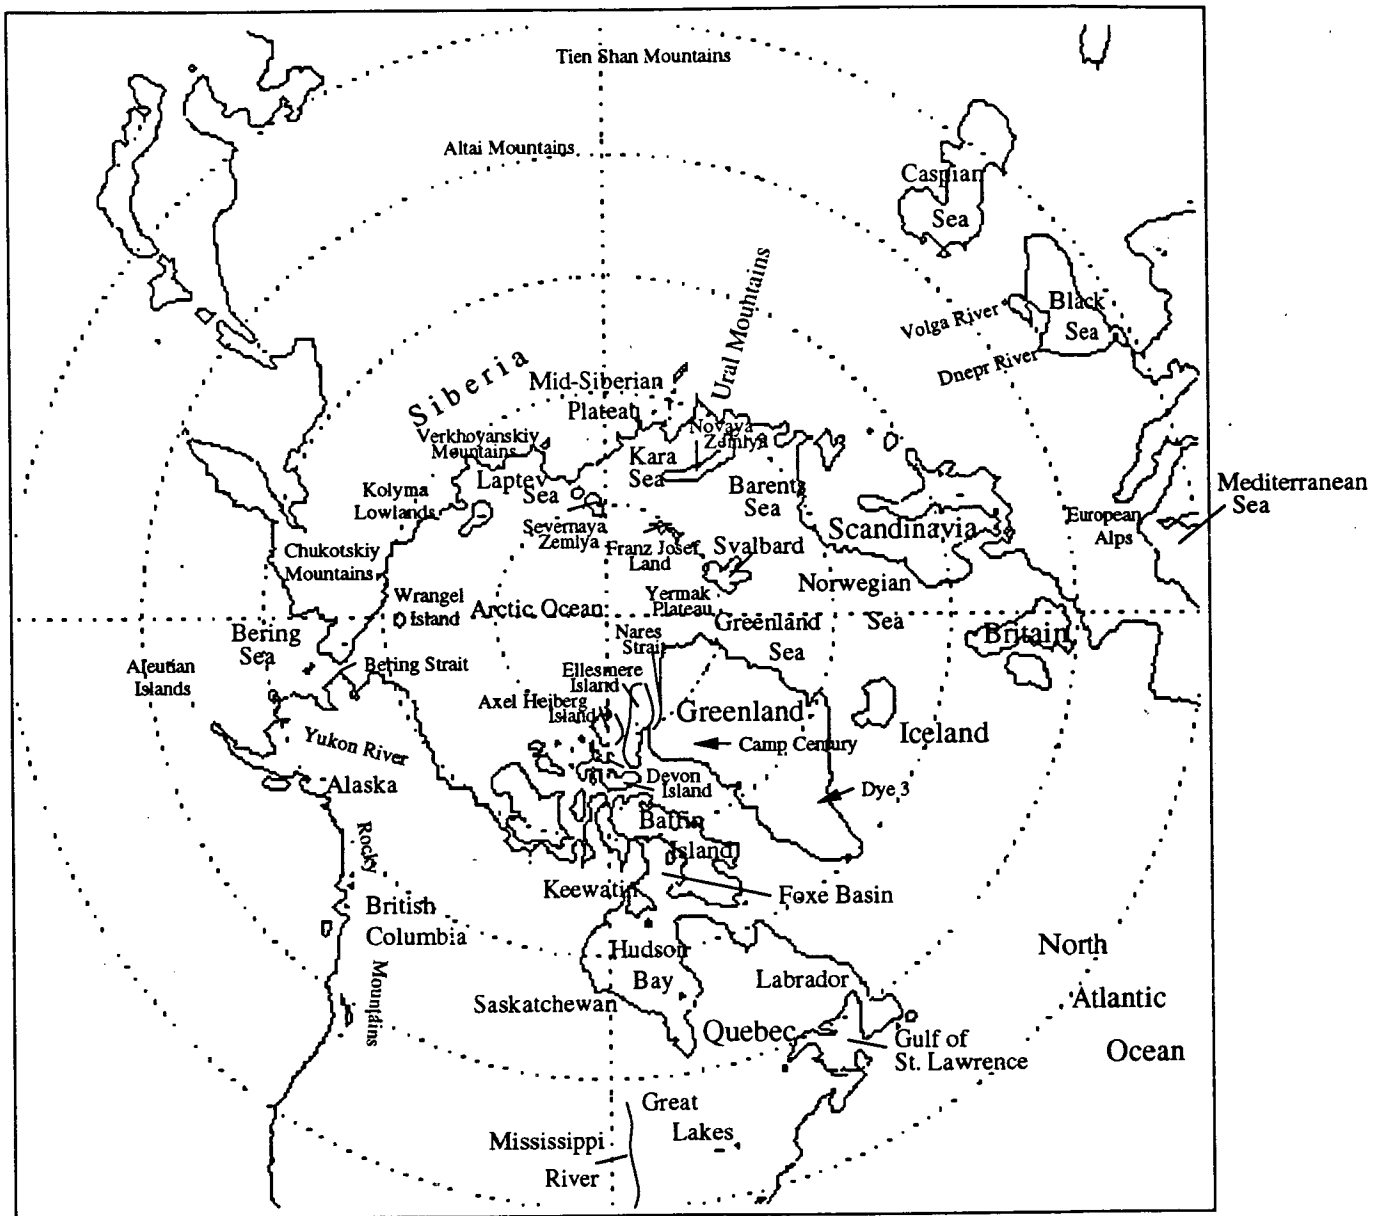 Tien Shan Mountains
Altai Mountains
Caspian
Sea
Ural Mountains
Volga River
Black
Sea
Dnepr River
Siberia
Mid-Siberian
Plateau
Verkhoyanskiy
Mountains
Novaya
Zemlya
Kara
Sea
Laptev
Sea
Barents
Sea
Kolyma
Lowlands
Severnaya
Zemlya
Franz Josef
Land
Svalbard
Scandinavia
European
Alps
Mediterranean
Sea
Chukotskiy
Mountains
Wrangel
Island
Arctic Ocean
Yermak
Plateau
Norwegian
Sea
Greenland
Sea
Britain
Bering
Sea
Bering Strait
Aleutian
Islands
Nares
Strait
Ellesmere
Island
Axel Heiberg
Island
Greenland
Iceland
Camp Century
Dye 3
Yukon River
Alaska
Devon
Island
Baffin
Island
Rocky
Mountains
British
Columbia
Keewatin
Foxe Basin
Hudson
Bay
Labrador
Saskatchewan
Quebec
Gulf of
St. Lawrence
North
Atlantic
Ocean
Great
Lakes
Mississippi
River